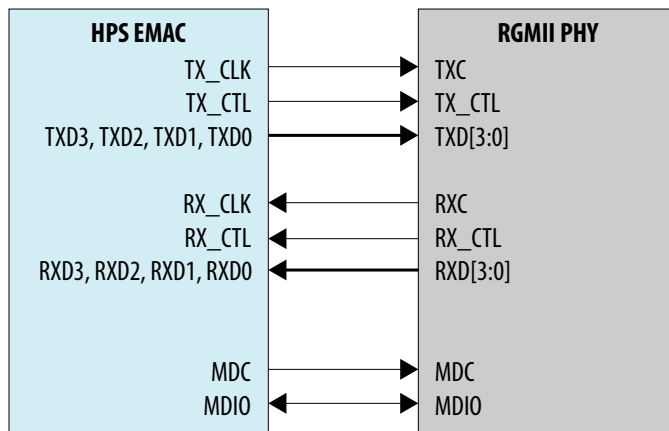 HPS EMAC RGMII PHY
TX_CLK TXC
TX_CTL TX_CTL
TXD3, TXD2, TXD1, TXD0 TXD[3:0]
RX_CLK RXC
RX_CTL RX_CTL
RXD3, RXD2, RXD1, RXD0 RXD[3:0]
MDC MDC
MDIO MDIO